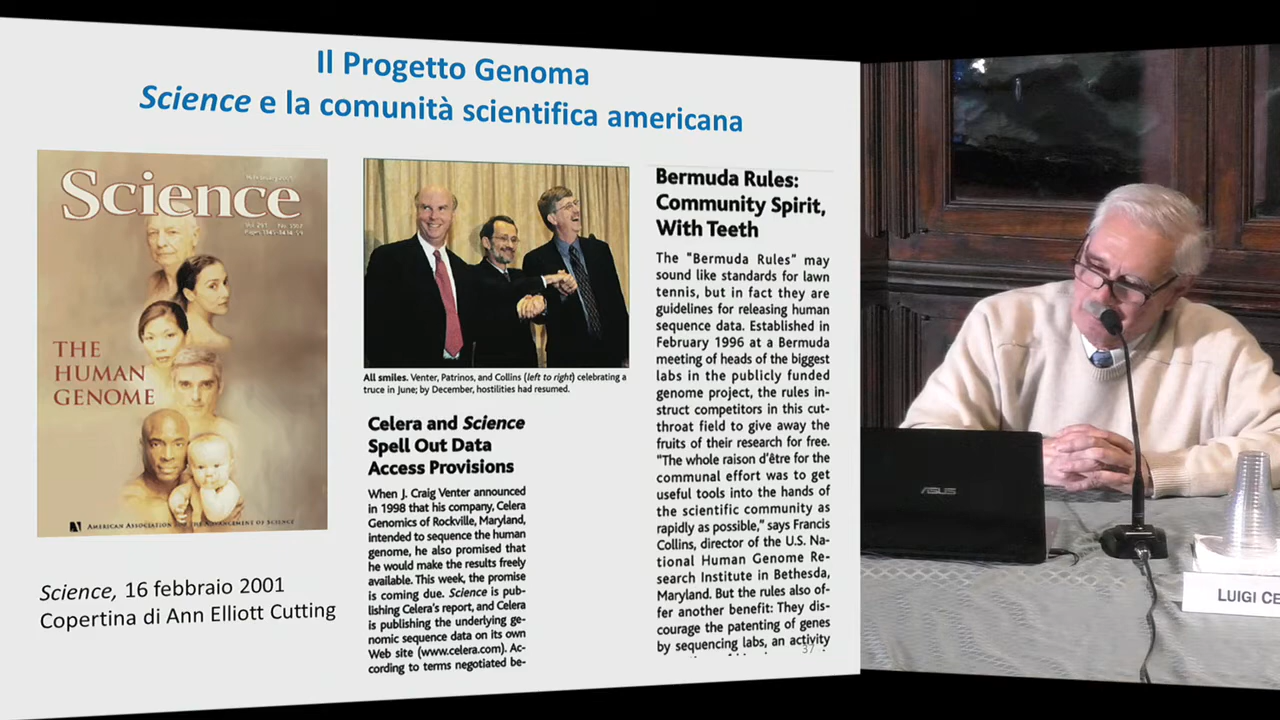 Il Progetto Genoma
Science e la comunità scientifica americana
Science
THE
HUMAN
GENOME
AMERICAN ASSOCIATION FOR THE ADVANCEMENT OF SCIENCE
Science, 16 febbraio 2001
Copertina di Ann Elliott Cutting
All smiles. Venter, Patrinos, and Collins (left to right) celebrating a
truce in June; by December, hostilities had resumed.
Celera and Science
Spell Out Data
Access Provisions
When J. Craig Venter announced
in 1998 that his company, Celera
Genomics of Rockville, Maryland,
intended to sequence the human
genome, he also promised that
he would make the results freely
available. This week, the promise
is coming due. Science is pub-
lishing Celera's report, and Celera
is publishing the underlying ge-
nomic sequence data on its own
Web site (www.celera.com). Ac-
cording to terms negotiated be-
Bermuda Rules:
Community Spirit,
With Teeth
The "Bermuda Rules" may
sound like standards for lawn
tennis, but in fact they are
guidelines for releasing human
sequence data. Established in
February 1996 at a Bermuda
meeting of heads of the biggest
labs in the publicly funded
genome project, the rules in-
struct competitors in this cut-
throat field to give away the
fruits of their research for free.
"The whole raison d'être for the
communal effort was to get
useful tools into the hands of
the scientific community as
rapidly as possible," says Francis
Collins, director of the U.S. Na-
tional Human Genome Re-
search Institute in Bethesda,
Maryland. But the rules also of-
fer another benefit: They dis-
courage the patenting of genes
by sequencing labs, an activity
37
ASUS
LUIGI CE